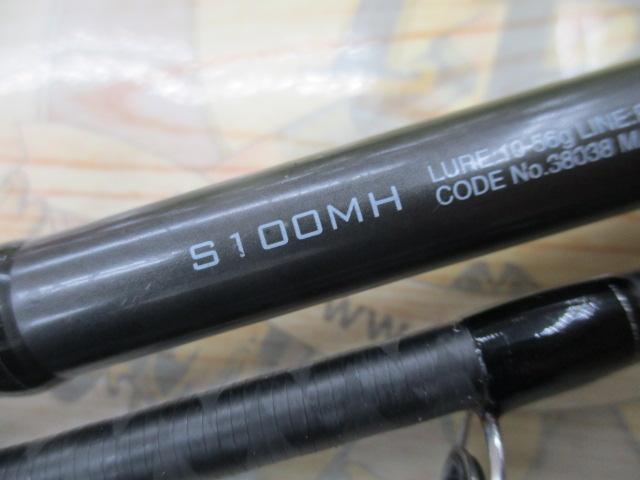 S100MH
LURE:10-56g LINE:
CODE No.38038 M